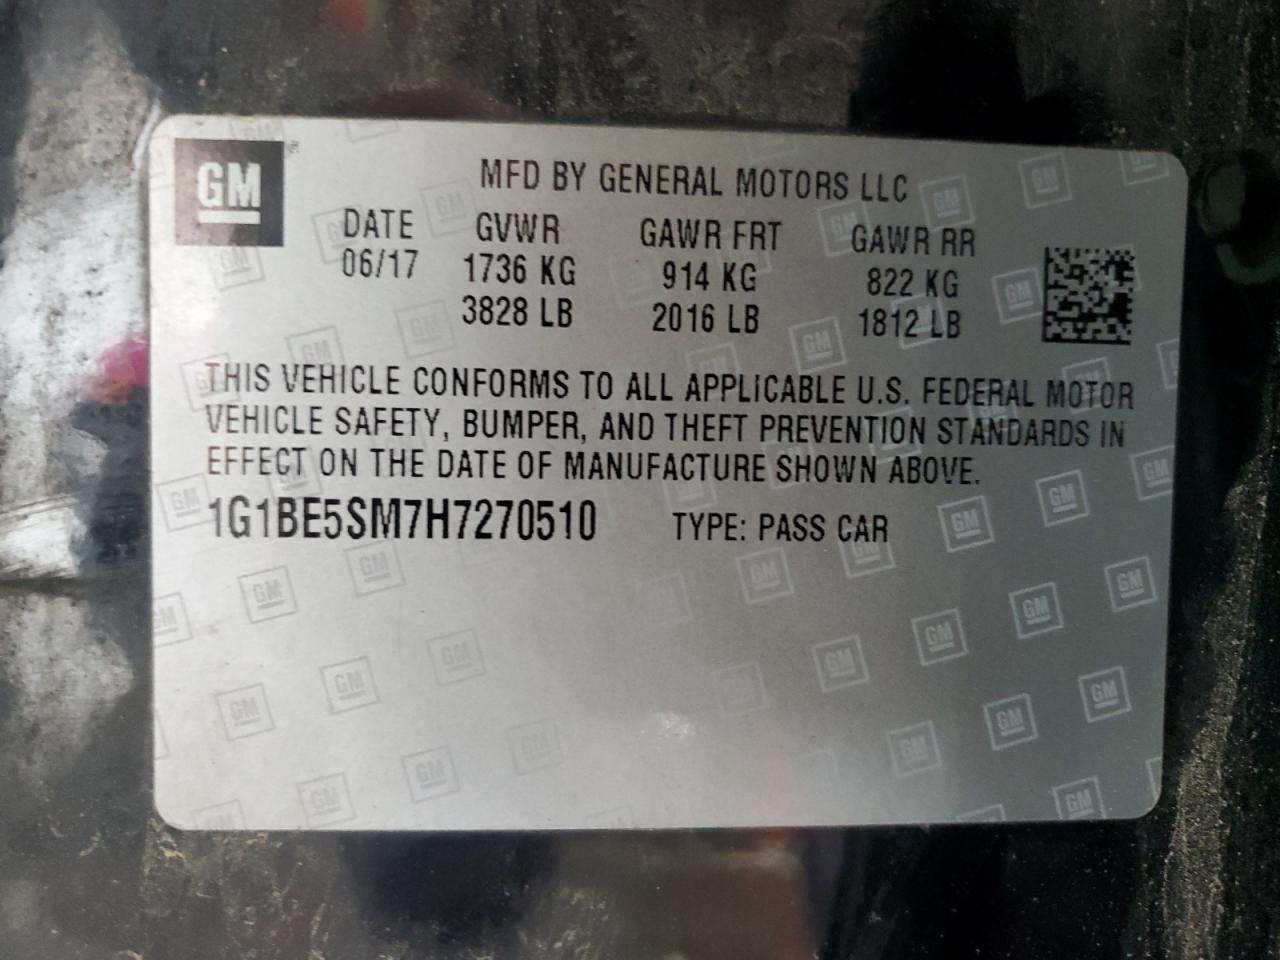 GM
MFD BY GENERAL MOTORS LLC
DATE GVWR GAWR FRT GAWR RR
06/17 1736 KG 914 KG 822 KG
3828 LB 2016 LB 1812 LB
THIS VEHICLE CONFORMS TO ALL APPLICABLE U.S. FEDERAL MOTOR
VEHICLE SAFETY, BUMPER, AND THEFT PREVENTION STANDARDS IN
EFFECT ON THE DATE OF MANUFACTURE SHOWN ABOVE.
1G1BE5SM7H7270510 TYPE: PASS CAR